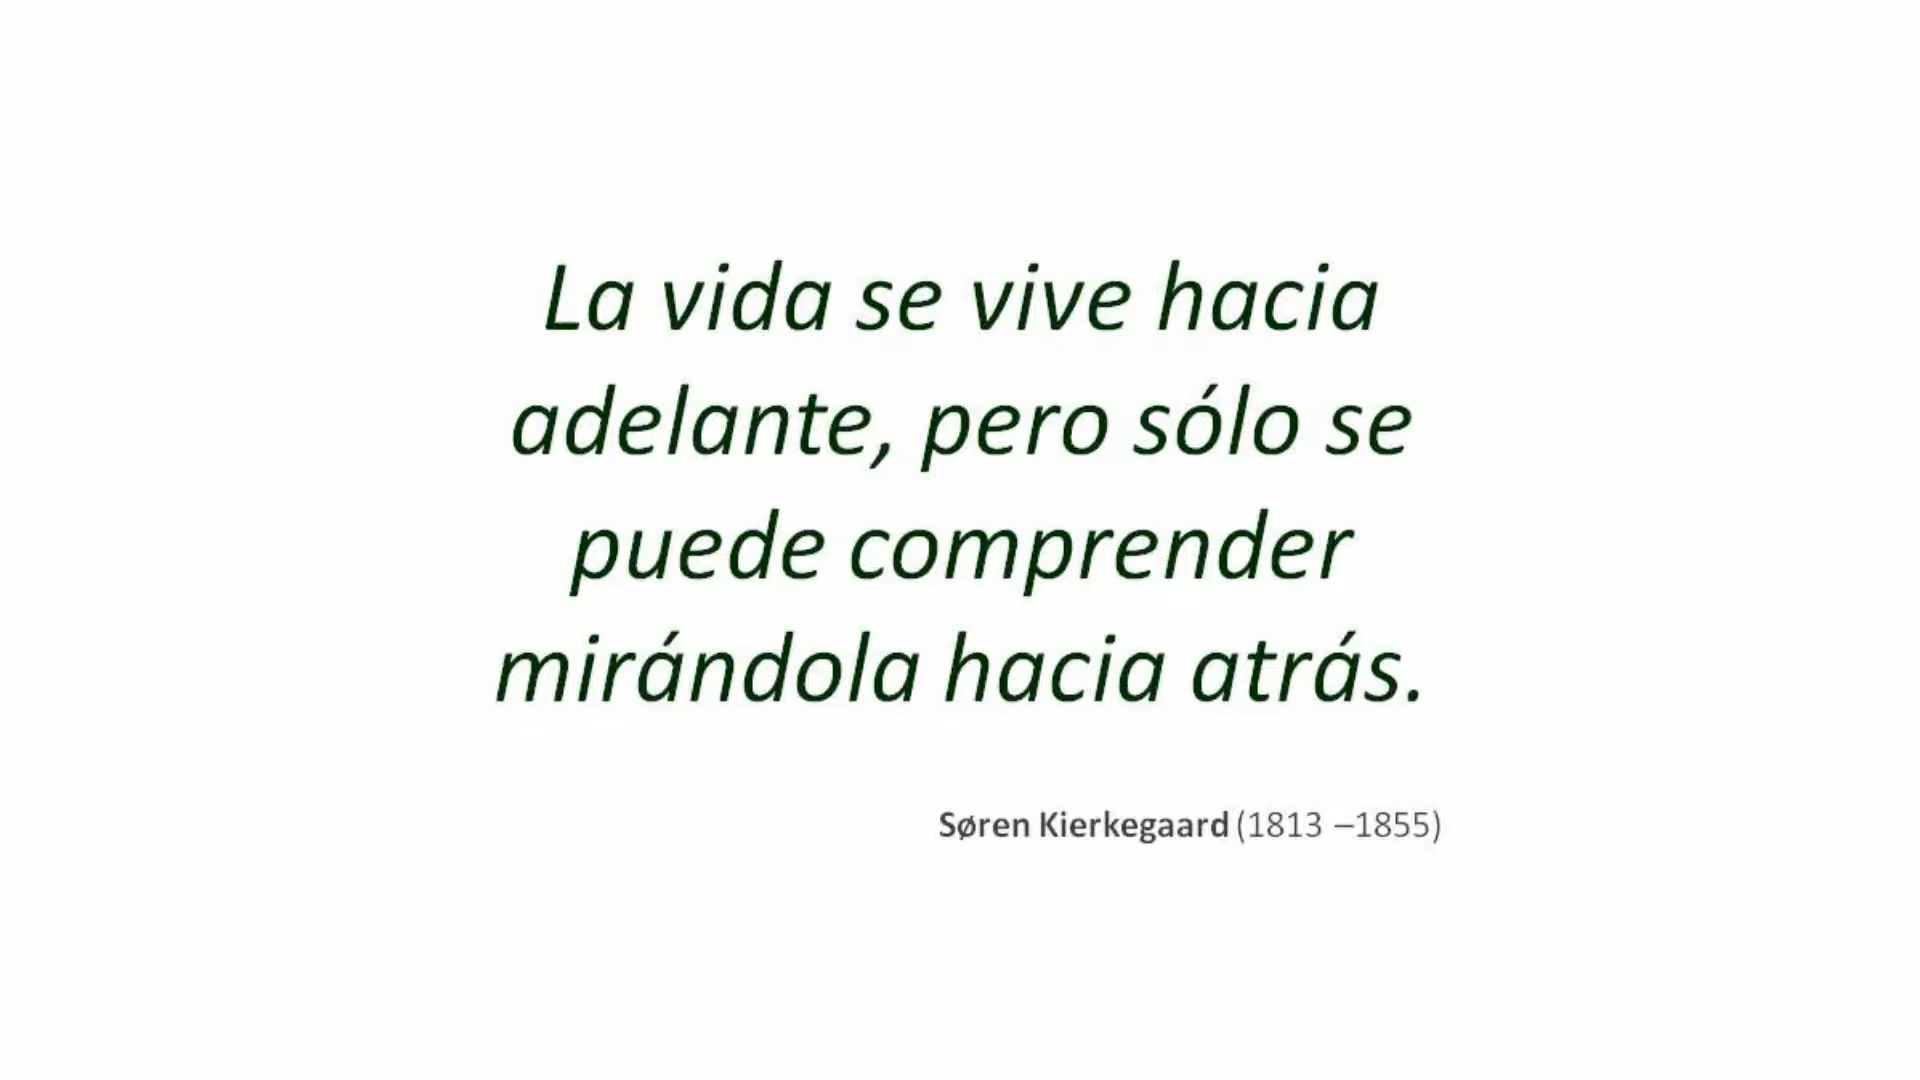 La vida se vive hacia
adelante, pero sólo se
puede comprender
mirándola hacia atrás.
Søren Kierkegaard (1813 –1855)